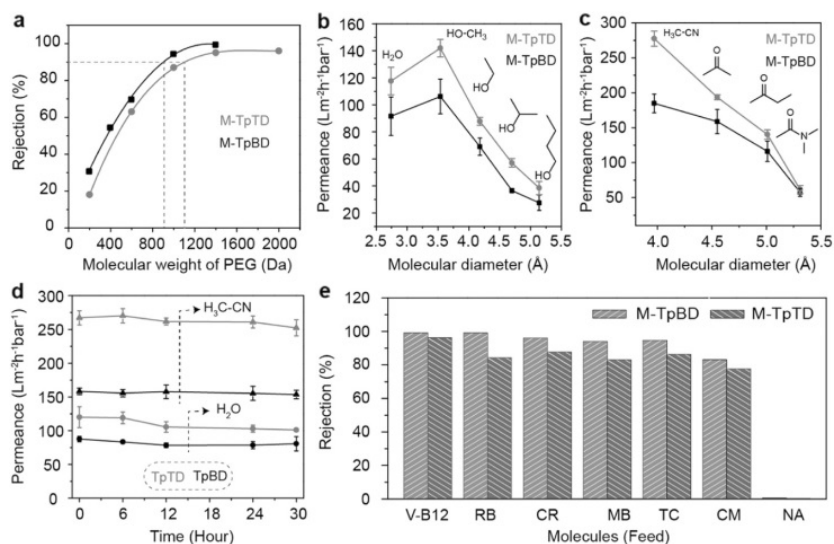 a
Rejection (%)
100
80
60
40
20
0
M-TpTD
M-TpBD
0 400 800 1200 1600 2000
Molecular weight of PEG (Da)
b
Permeance (Lm⁻²h⁻¹bar⁻¹)
160
140
120
100
80
60
40
20
H₂O
HO-CH₃
HO
HO
HO
M-TpTD
M-TpBD
2.5 3.0 3.5 4.0 4.5 5.0 5.5
Molecular diameter (Å)
c
Permeance (Lm⁻²h⁻¹bar⁻¹)
300
250
200
150
100
50
H₃C-CN
O
O
O
N
M-TpTD
M-TpBD
4.0 4.5 5.0 5.5
Molecular diameter (Å)
d
Permeance (Lm⁻²h⁻¹bar⁻¹)
300
250
200
150
100
50
0
H₃C-CN
H₂O
TpTD TpBD
0 6 12 18 24 30
Time (Hour)
e
Rejection (%)
120
100
80
60
40
20
0
M-TpBD M-TpTD
V-B12 RB CR MB TC CM NA
Molecules (Feed)